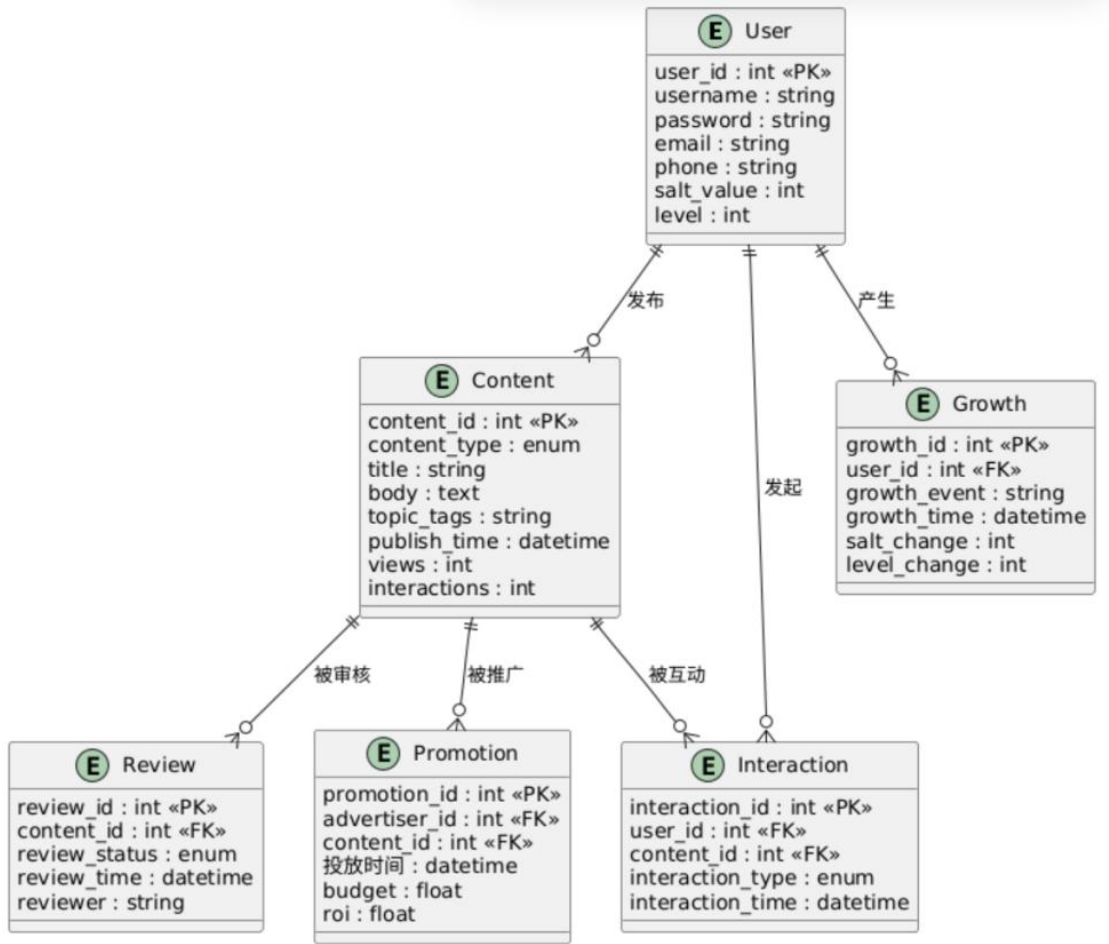 E User
user_id : int «PK»
username : string
password : string
email : string
phone : string
salt_value : int
level : int
发布
产生
发起
E Content
content_id : int «PK»
content_type : enum
title : string
body : text
topic_tags : string
publish_time : datetime
views : int
interactions : int
E Growth
growth_id : int «PK»
user_id : int «FK»
growth_event : string
growth_time : datetime
salt_change : int
level_change : int
被审核
被推广
被互动
E Review
review_id : int «PK»
content_id : int «FK»
review_status : enum
review_time : datetime
reviewer : string
E Promotion
promotion_id : int «PK»
advertiser_id : int «FK»
content_id : int «FK»
投放时间 : datetime
budget : float
roi : float
E Interaction
interaction_id : int «PK»
user_id : int «FK»
content_id : int «FK»
interaction_type : enum
interaction_time : datetime